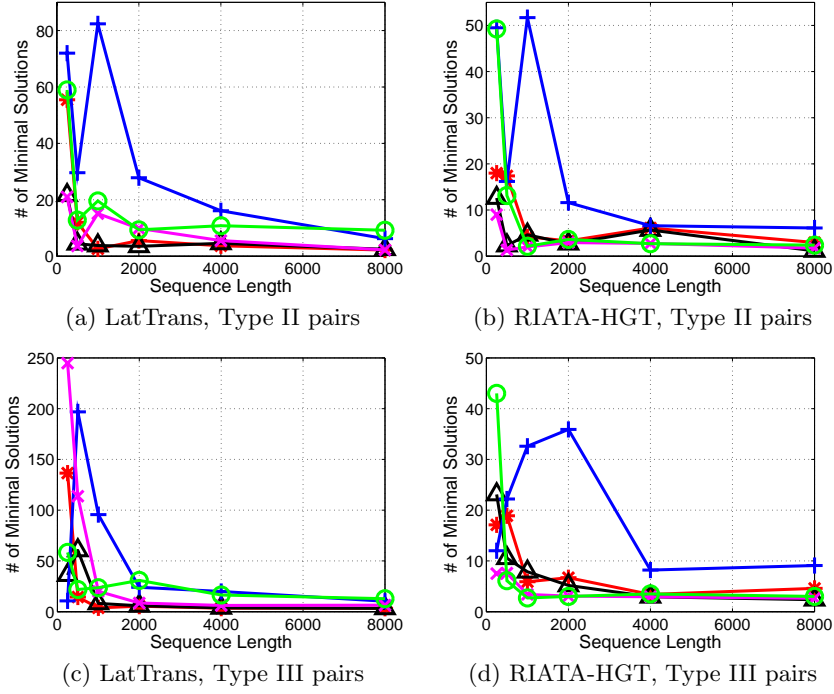 80
60
40
20
0
0 2000 4000 6000 8000
# of Minimal Solutions
Sequence Length
(a) LatTrans, Type II pairs
50
40
30
20
10
0
0 2000 4000 6000 8000
# of Minimal Solutions
Sequence Length
(b) RIATA-HGT, Type II pairs
250
200
150
100
50
0
0 2000 4000 6000 8000
# of Minimal Solutions
Sequence Length
(c) LatTrans, Type III pairs
50
40
30
20
10
0
0 2000 4000 6000 8000
# of Minimal Solutions
Sequence Length
(d) RIATA-HGT, Type III pairs